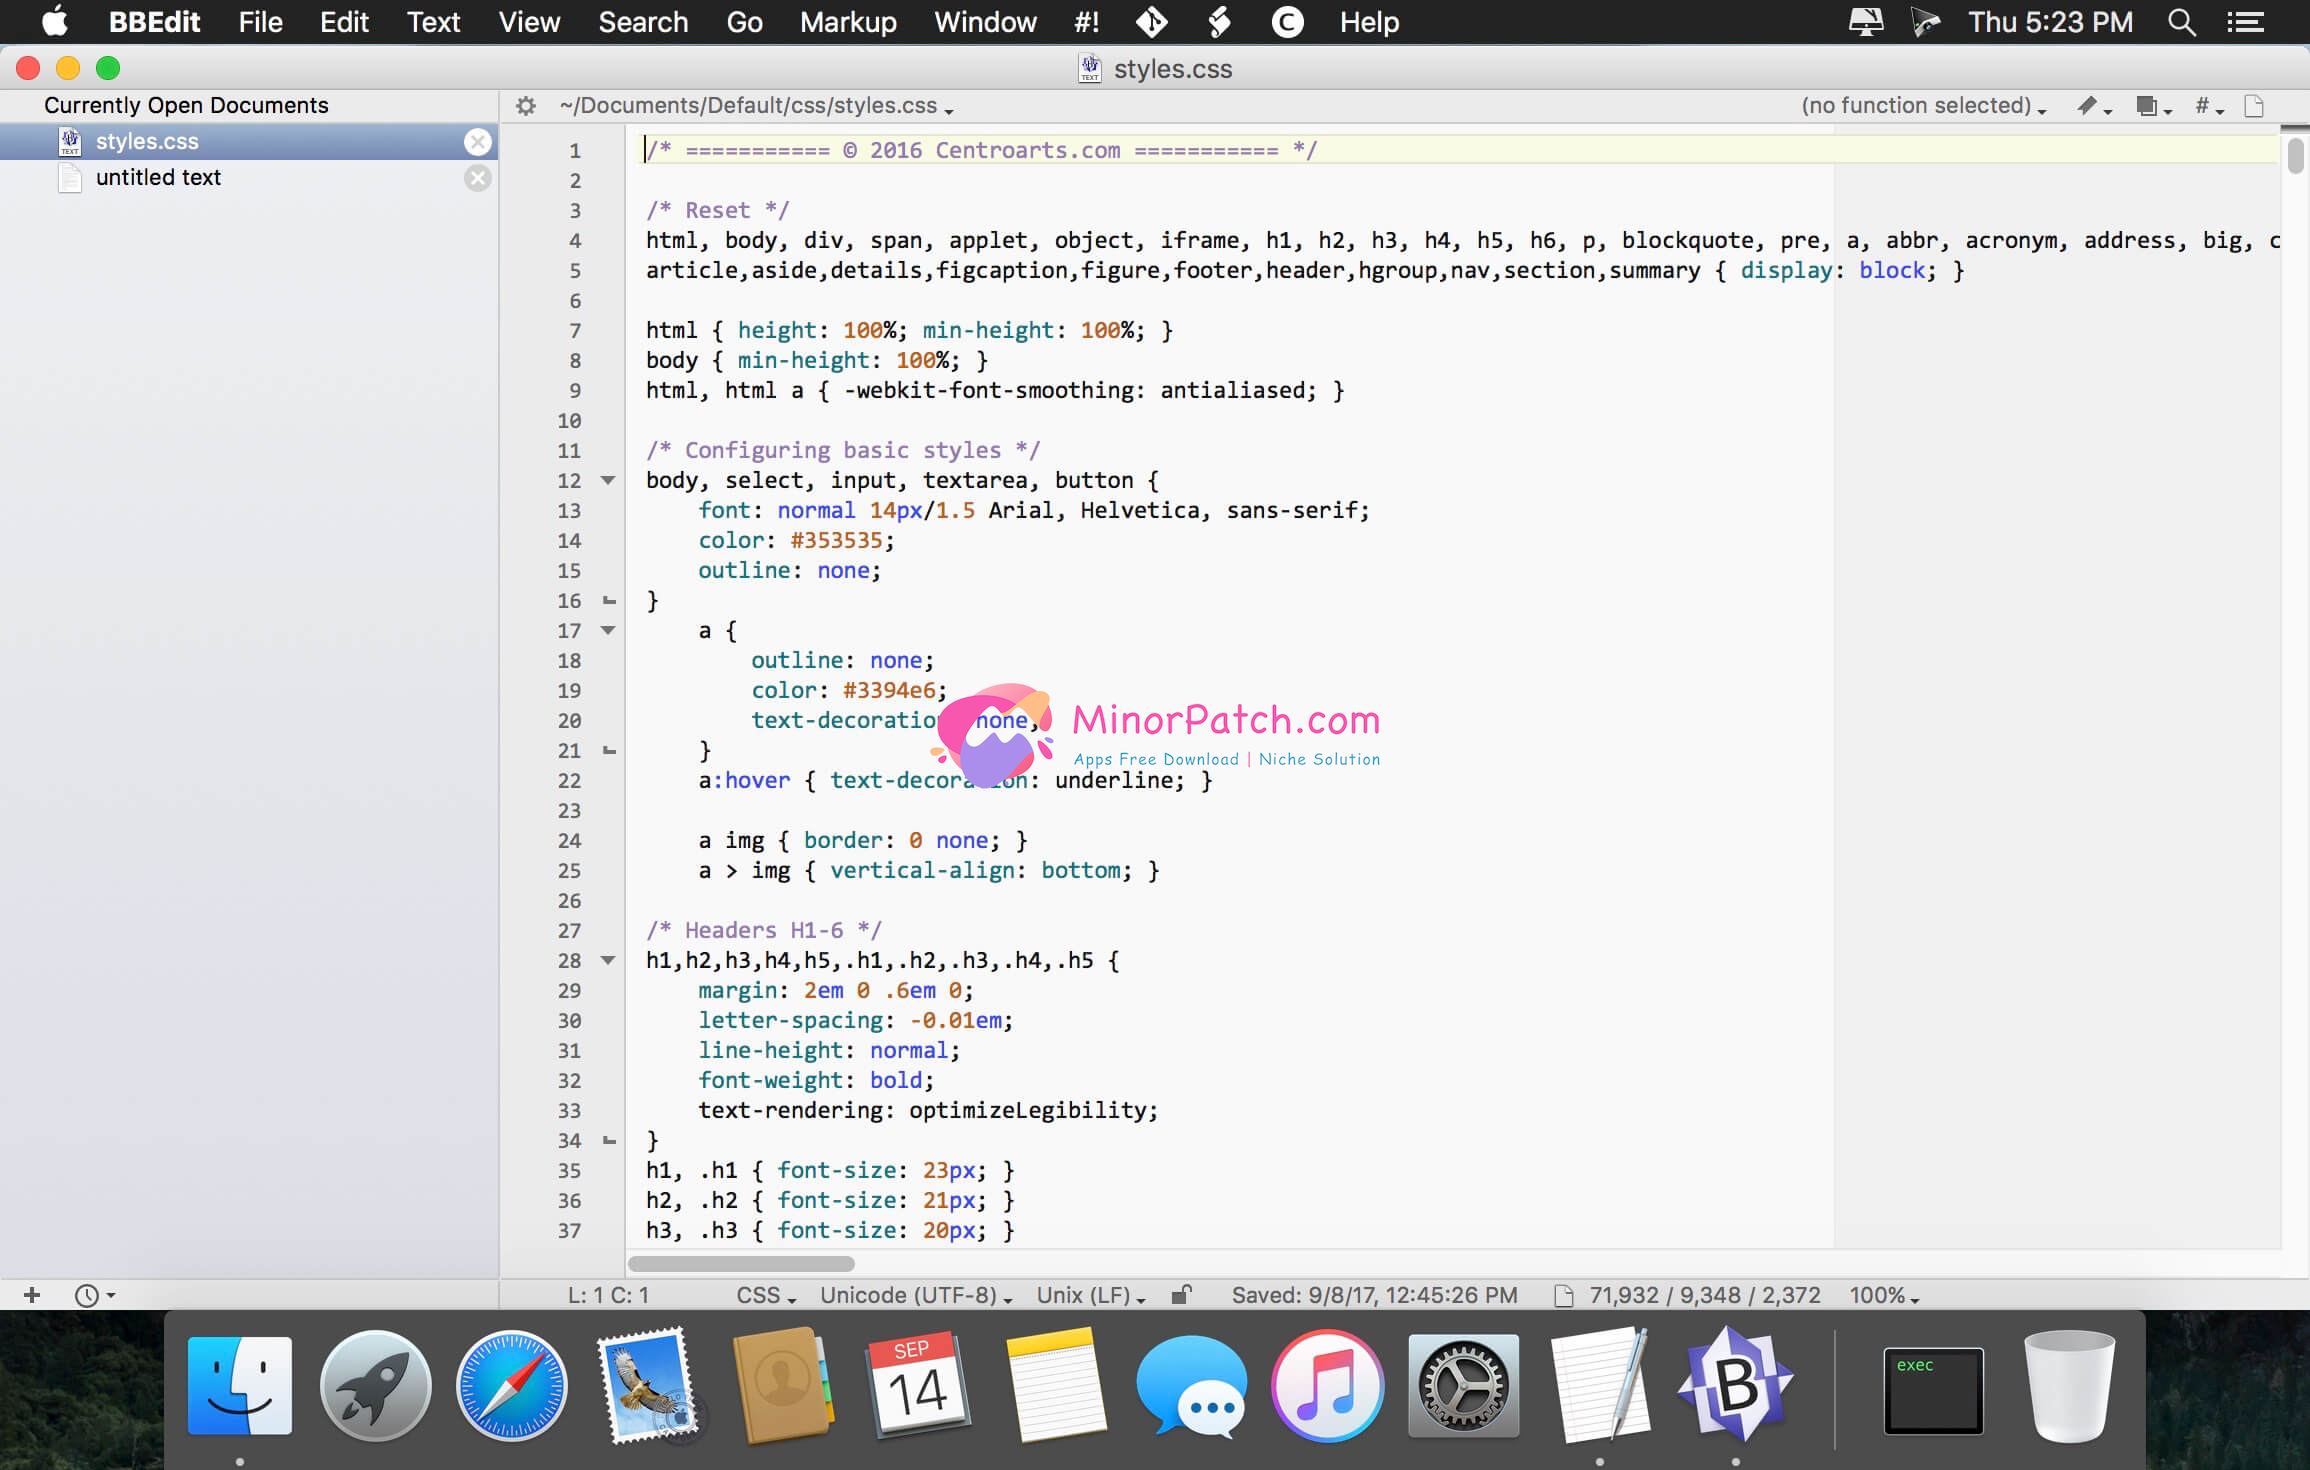 BBEdit File Edit Text View Search Go Markup Window #! C Help Thu 5:23 PM
styles.css
Currently Open Documents
~/Documents/Default/css/styles.css
(no function selected)
#
styles.css
untitled text
1 /* =========== © 2016 Centroarts.com =========== */
2
3 /* Reset */
4 html, body, div, span, applet, object, iframe, h1, h2, h3, h4, h5, h6, p, blockquote, pre, a, abbr, acronym, address, big, c
5 article,aside,details,figcaption,figure,footer,header,hgroup,nav,section,summary { display: block; }
6
7 html { height: 100%; min-height: 100%; }
8 body { min-height: 100%; }
9 html, html a { -webkit-font-smoothing: antialiased; }
10
11 /* Configuring basic styles */
12 body, select, input, textarea, button {
13 font: normal 14px/1.5 Arial, Helvetica, sans-serif;
14 color: #353535;
15 outline: none;
16 }
17 a {
18 outline: none;
19 color: #3394e6;
20 text-decoration none;
21 }
22 a:hover { text-decoration: underline; }
23
24 a img { border: 0 none; }
25 a > img { vertical-align: bottom; }
26
27 /* Headers H1-6 */
28 h1,h2,h3,h4,h5,.h1,.h2,.h3,.h4,.h5 {
29 margin: 2em 0 .6em 0;
30 letter-spacing: -0.01em;
31 line-height: normal;
32 font-weight: bold;
33 text-rendering: optimizeLegibility;
34 }
35 h1, .h1 { font-size: 23px; }
36 h2, .h2 { font-size: 21px; }
37 h3, .h3 { font-size: 20px; }
MinorPatch.com
Apps Free Download | Niche Solution
L: 1 C: 1 CSS Unicode (UTF-8) Unix (LF) Saved: 9/8/17, 12:45:26 PM 71,932 / 9,348 / 2,372 100%
SEP
14
B
exec